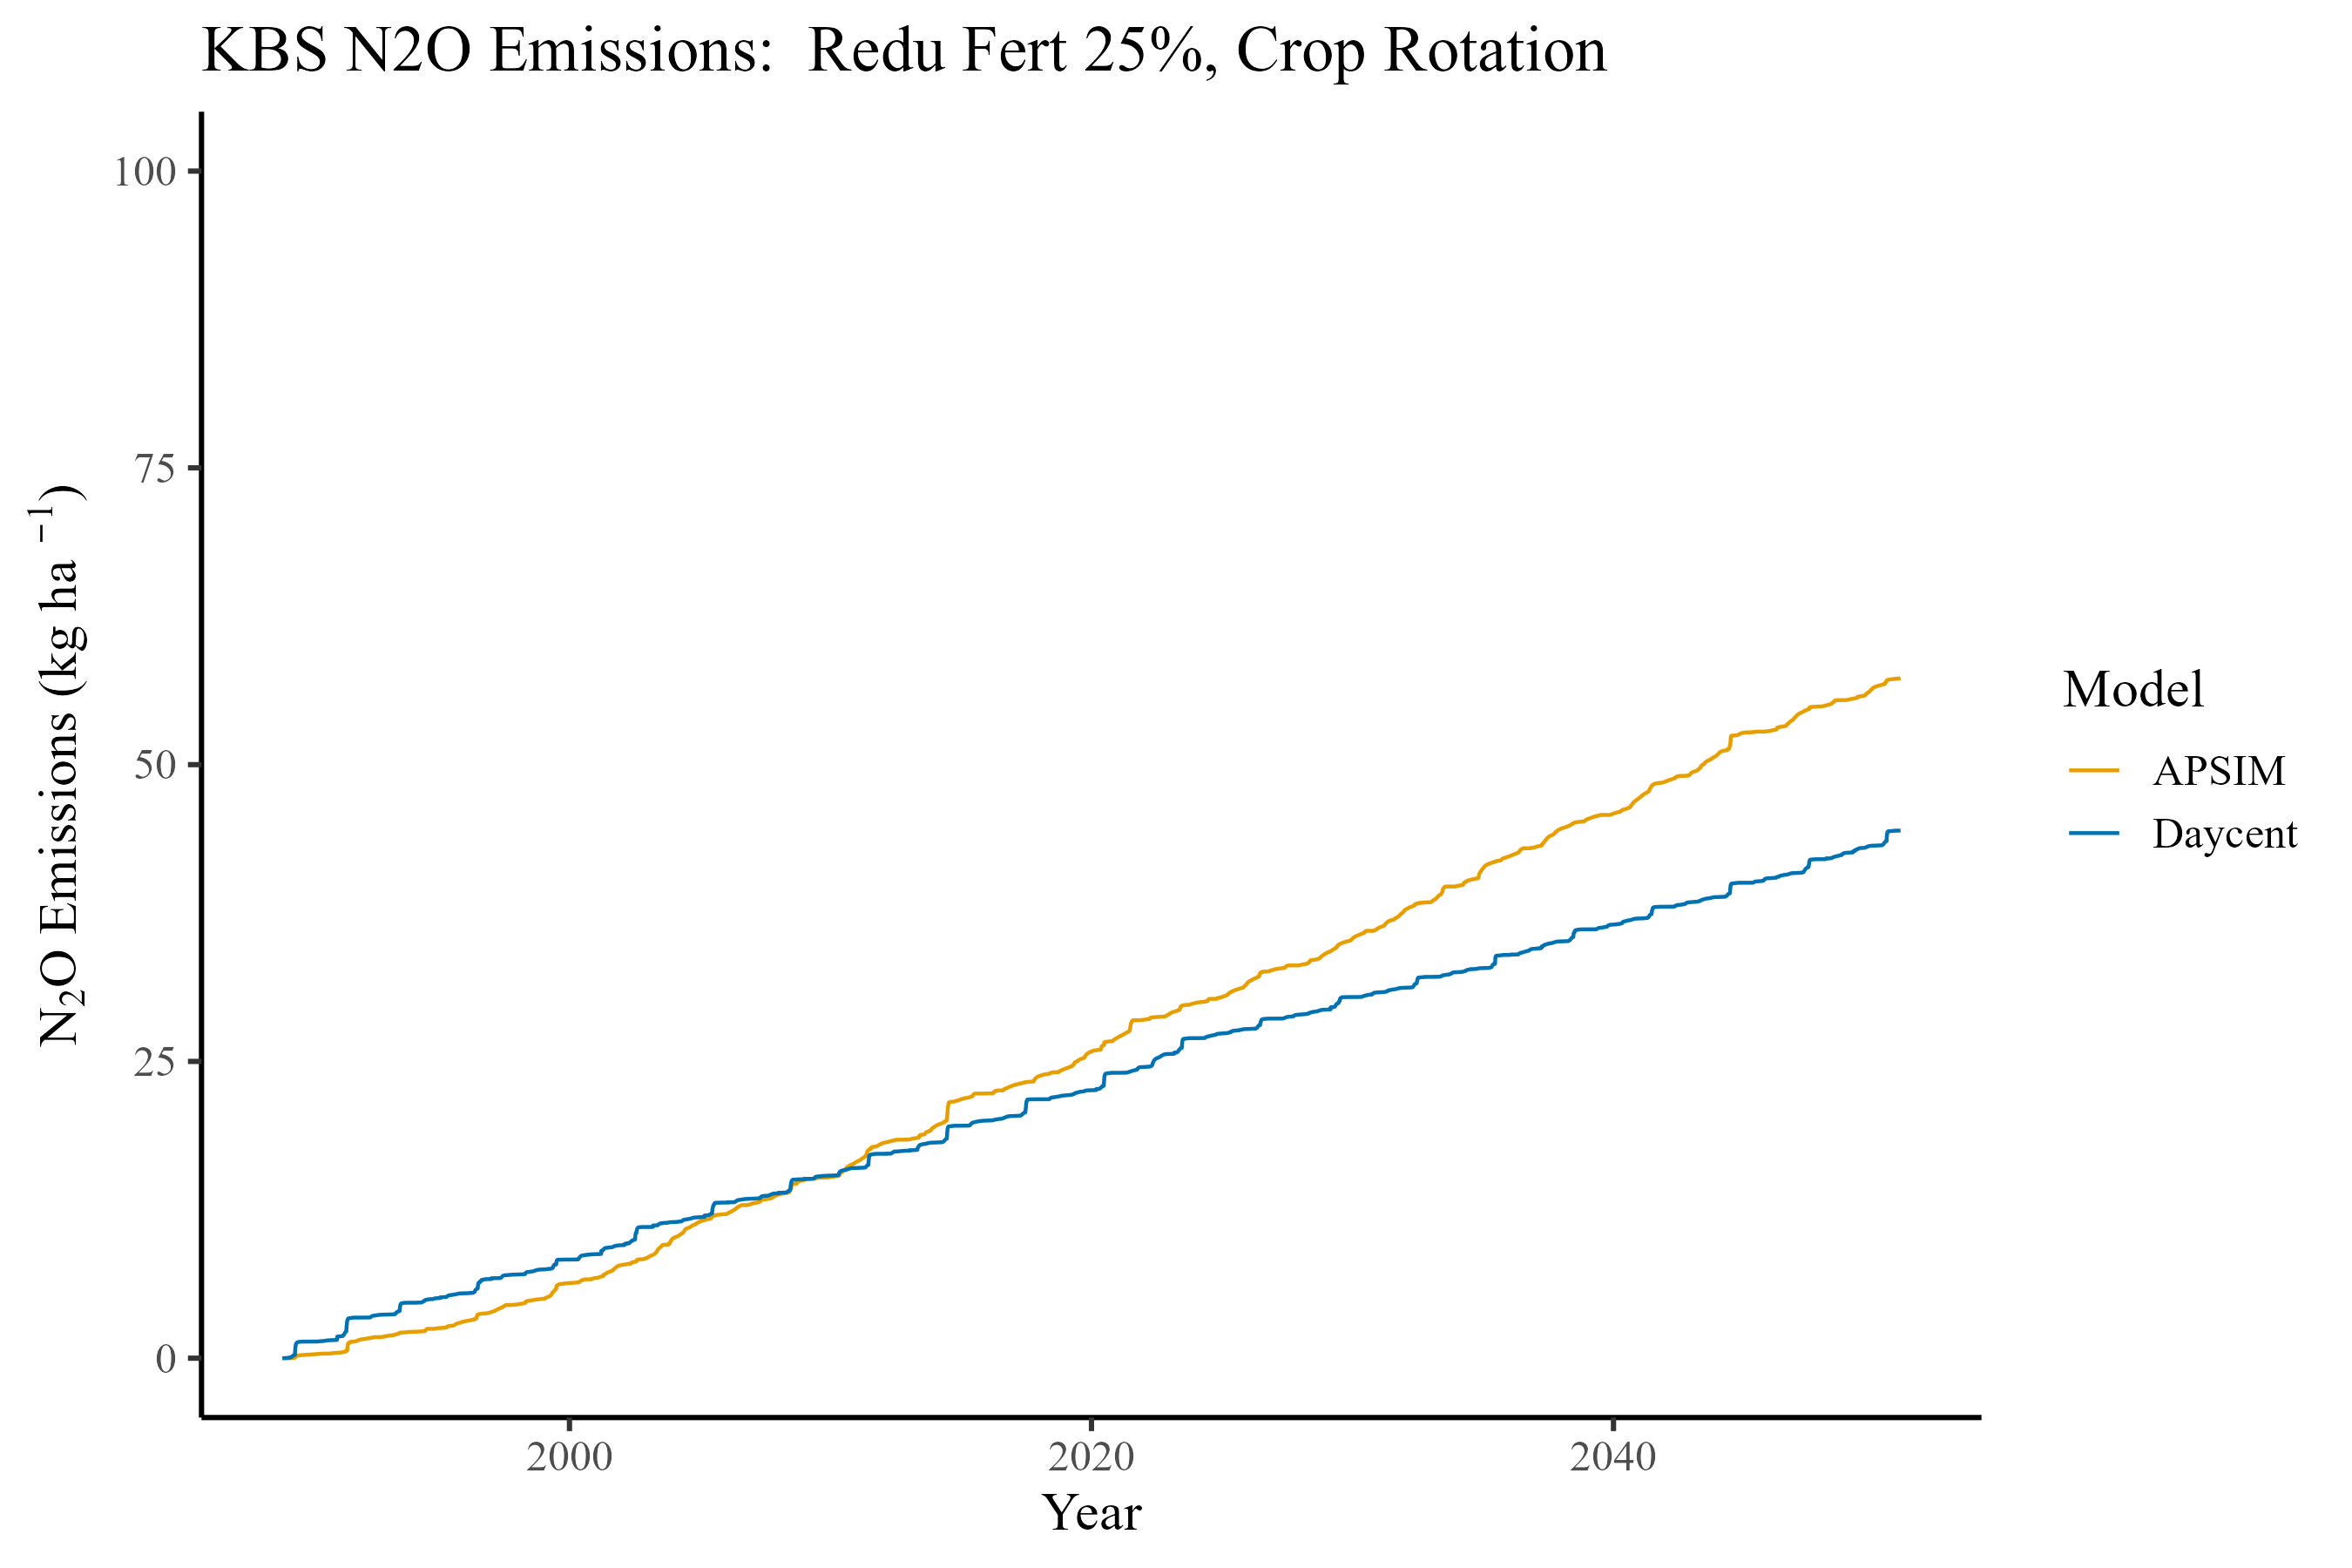 KBS N2O Emissions:  Redu Fert 25%, Crop Rotation
N₂O Emissions (kg ha ⁻¹)
100
75
50
25
0
2000
2020
2040
Year
Model
APSIM
Daycent